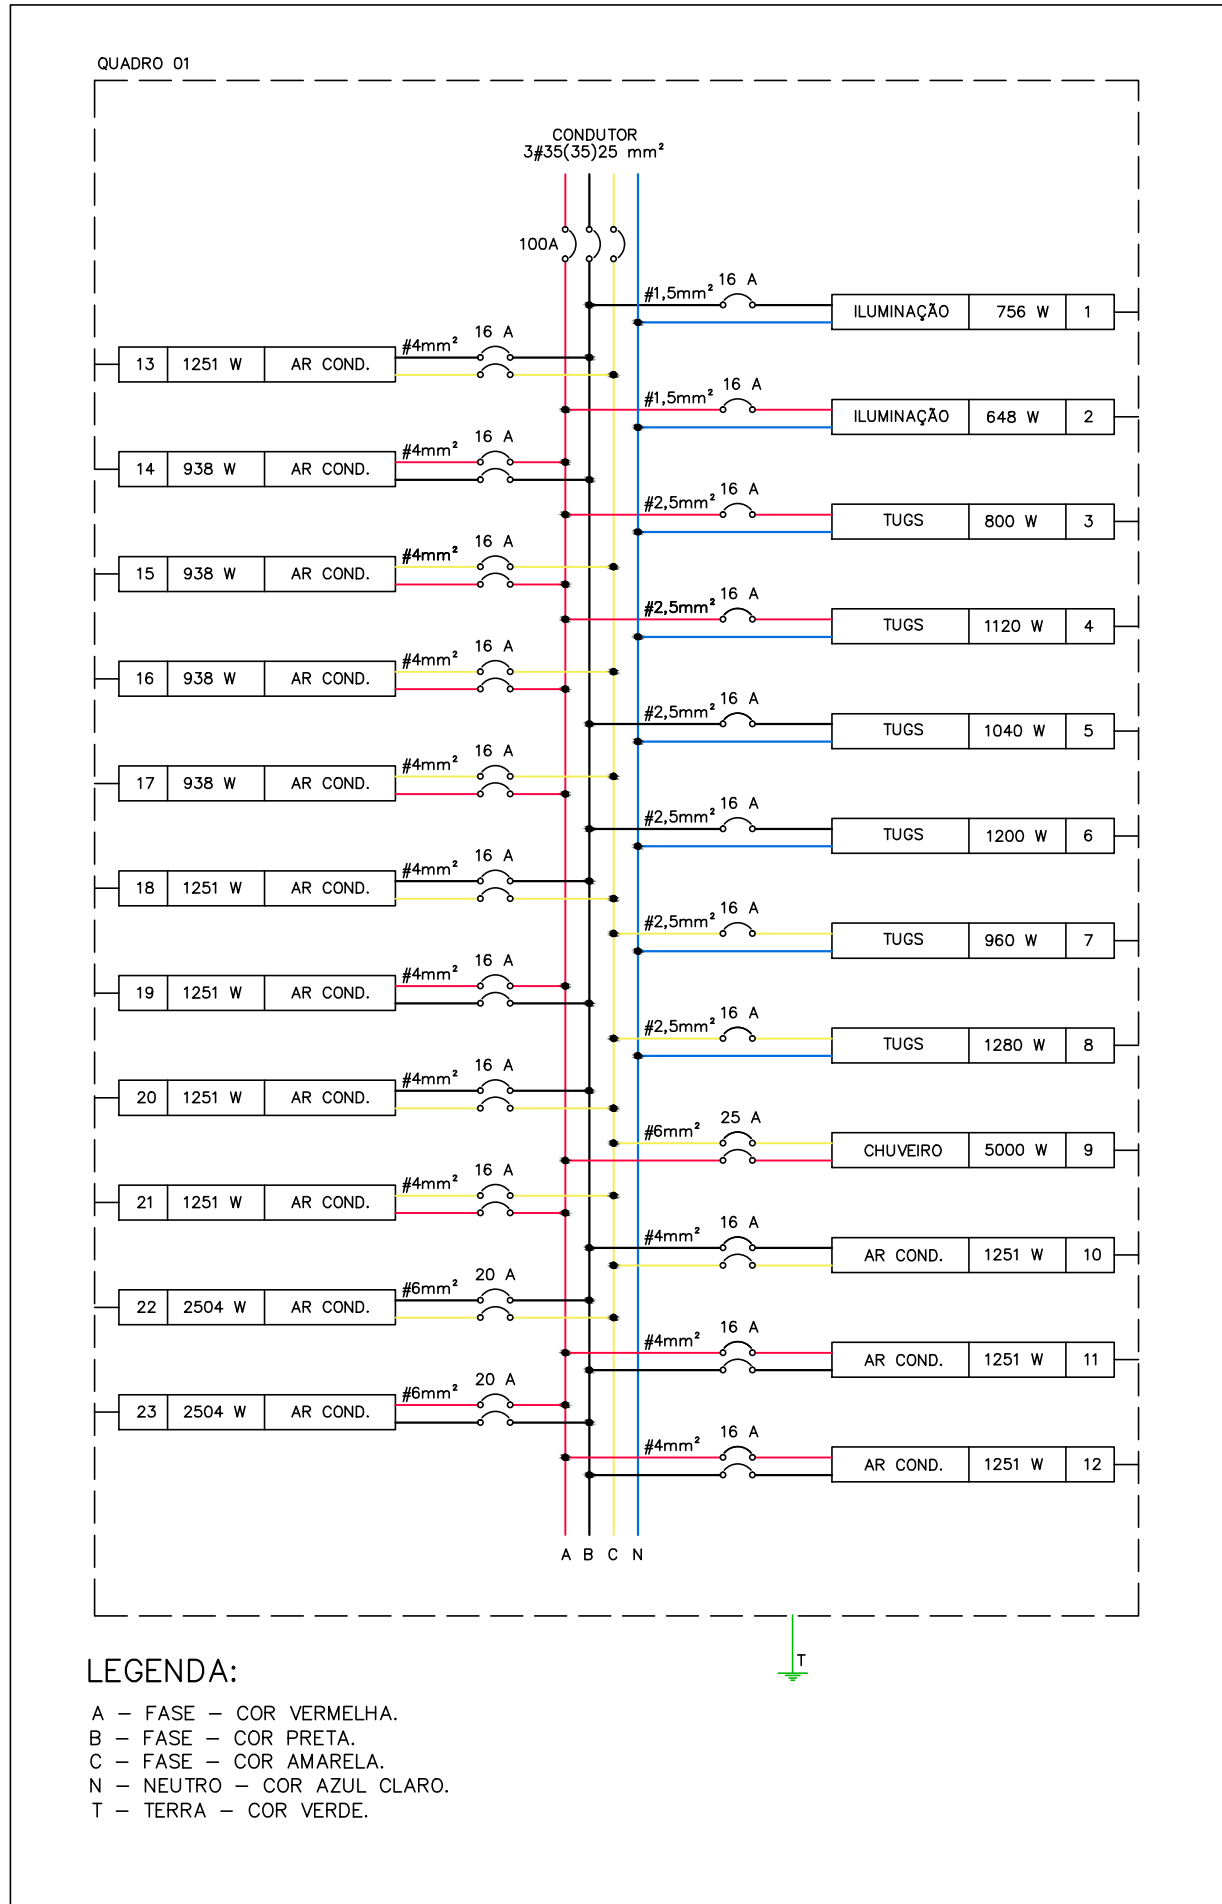 QUADRO 01
CONDUTOR
3#35(35)25 mm²
100A
#1,5mm² 16 A
ILUMINAÇÃO 756 W 1
#4mm² 16 A
13 1251 W AR COND.
#1,5mm² 16 A
ILUMINAÇÃO 648 W 2
#4mm² 16 A
14 938 W AR COND.
#2,5mm² 16 A
TUGS 800 W 3
#4mm² 16 A
15 938 W AR COND.
#2,5mm² 16 A
TUGS 1120 W 4
#4mm² 16 A
16 938 W AR COND.
#2,5mm² 16 A
TUGS 1040 W 5
#4mm² 16 A
17 938 W AR COND.
#2,5mm² 16 A
TUGS 1200 W 6
#4mm² 16 A
18 1251 W AR COND.
#2,5mm² 16 A
TUGS 960 W 7
#4mm² 16 A
19 1251 W AR COND.
#2,5mm² 16 A
TUGS 1280 W 8
#4mm² 16 A
20 1251 W AR COND.
#6mm² 25 A
CHUVEIRO 5000 W 9
#4mm² 16 A
21 1251 W AR COND.
#4mm² 16 A
AR COND. 1251 W 10
#6mm² 20 A
22 2504 W AR COND.
#4mm² 16 A
AR COND. 1251 W 11
#6mm² 20 A
23 2504 W AR COND.
#4mm² 16 A
AR COND. 1251 W 12
A B C N
T
LEGENDA:
A – FASE – COR VERMELHA.
B – FASE – COR PRETA.
C – FASE – COR AMARELA.
N – NEUTRO – COR AZUL CLARO.
T – TERRA – COR VERDE.